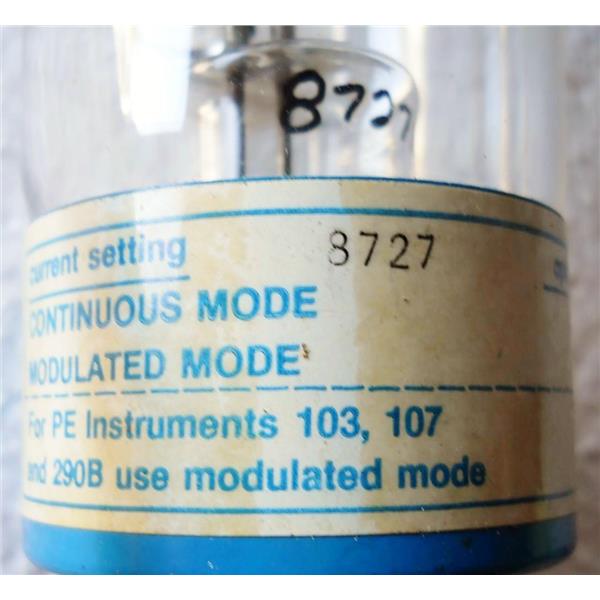 8727
current setting 8727
CONTINUOUS MODE
MODULATED MODE
For PE Instruments 103, 107
and 290B use modulated mode